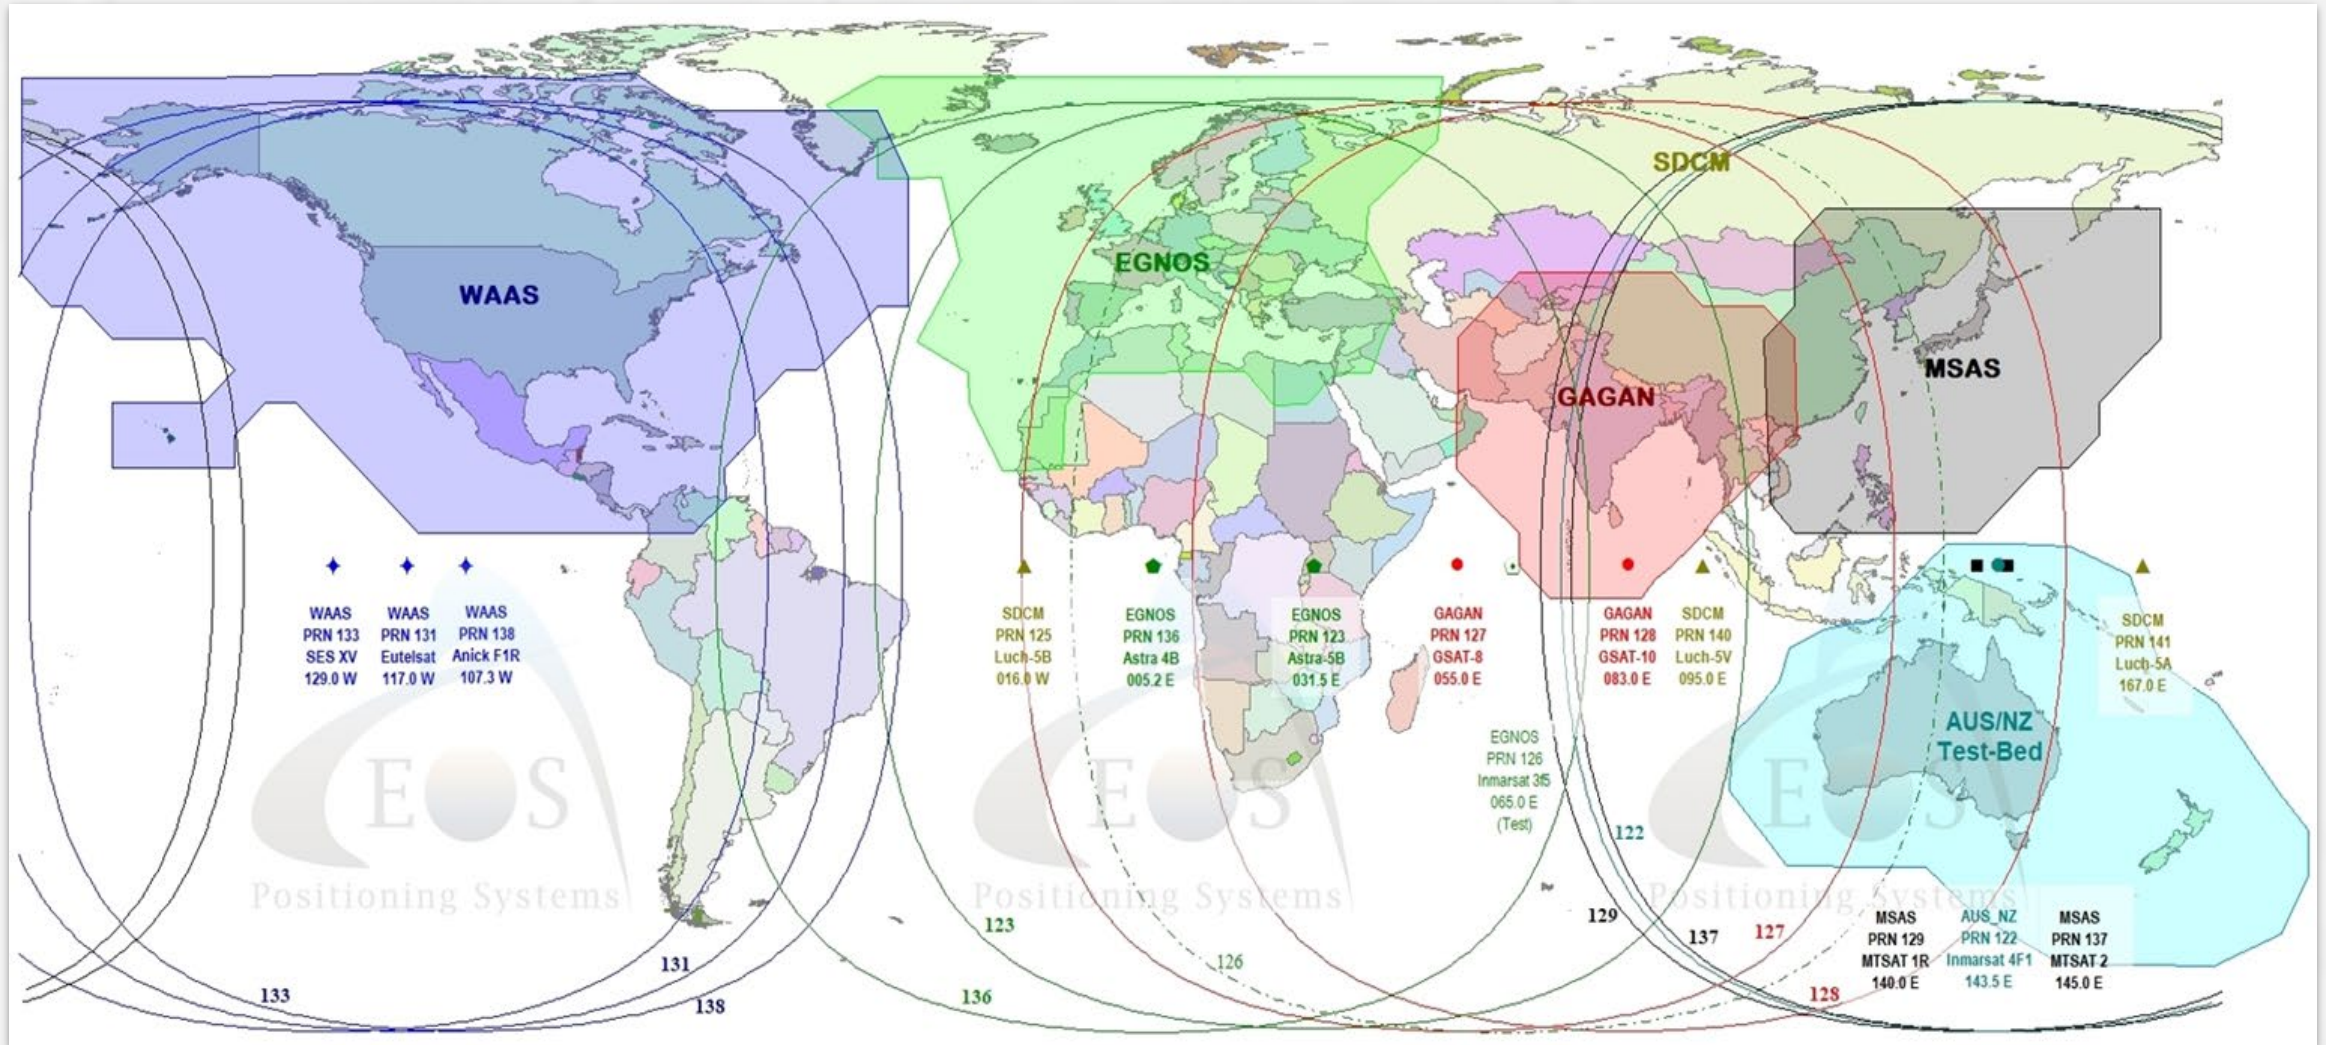 SDCM
EGNOS
WAAS
MSAS
GAGAN
WAAS
PRN 133
SES XV
129.0 W
WAAS
PRN 131
Eutelsat
117.0 W
WAAS
PRN 138
Anick F1R
107.3 W
SDCM
PRN 125
Luch-5B
016.0 W
EGNOS
PRN 136
Astra 4B
005.2 E
EGNOS
PRN 123
Astra-5B
031.5 E
GAGAN
PRN 127
GSAT-8
055.0 E
GAGAN
PRN 128
GSAT-10
083.0 E
SDCM
PRN 140
Luch-5V
095.0 E
SDCM
PRN 141
Luch-5A
167.0 E
AUS/NZ
Test-Bed
EGNOS
PRN 126
Inmarsat 3f5
065.0 E
(Test)
EOS
Positioning Systems
EOS
Positioning Systems
EOS
Positioning Systems
122
129
123
137
127
126
131
133
136
138
128
MSAS
PRN 129
MTSAT 1R
140.0 E
AUS_NZ
PRN 122
Inmarsat 4F1
143.5 E
MSAS
PRN 137
MTSAT 2
145.0 E